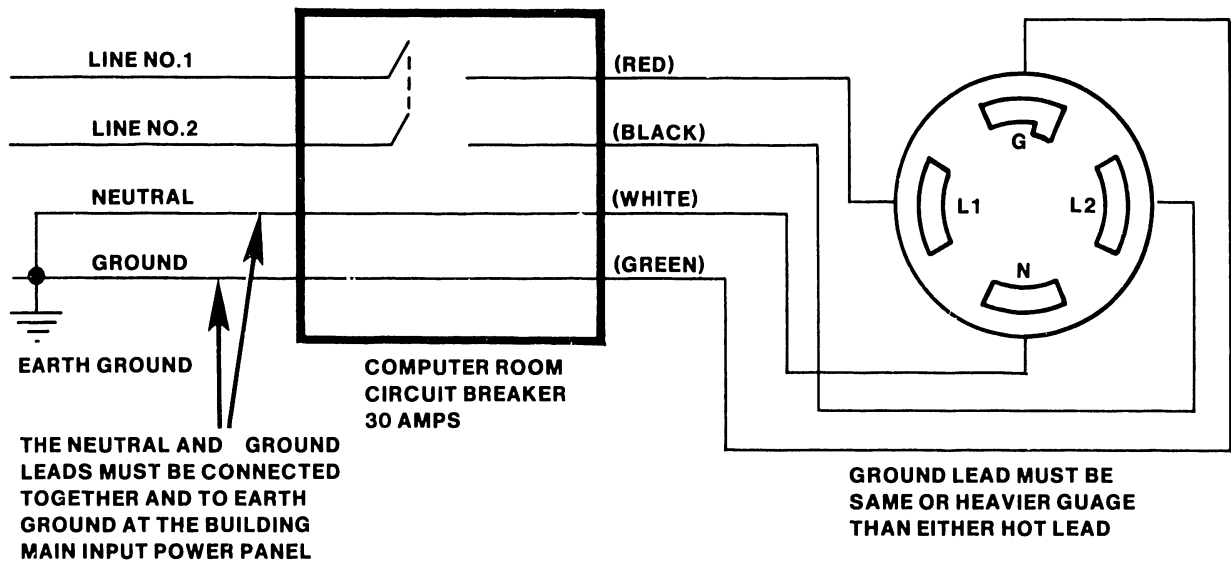 LINE NO.1
(RED)
LINE NO.2
(BLACK)
NEUTRAL
(WHITE)
GROUND
(GREEN)
G
L1
L2
N
EARTH GROUND
COMPUTER ROOM
CIRCUIT BREAKER
30 AMPS
THE NEUTRAL AND GROUND
LEADS MUST BE CONNECTED
TOGETHER AND TO EARTH
GROUND AT THE BUILDING
MAIN INPUT POWER PANEL
GROUND LEAD MUST BE
SAME OR HEAVIER GUAGE
THAN EITHER HOT LEAD